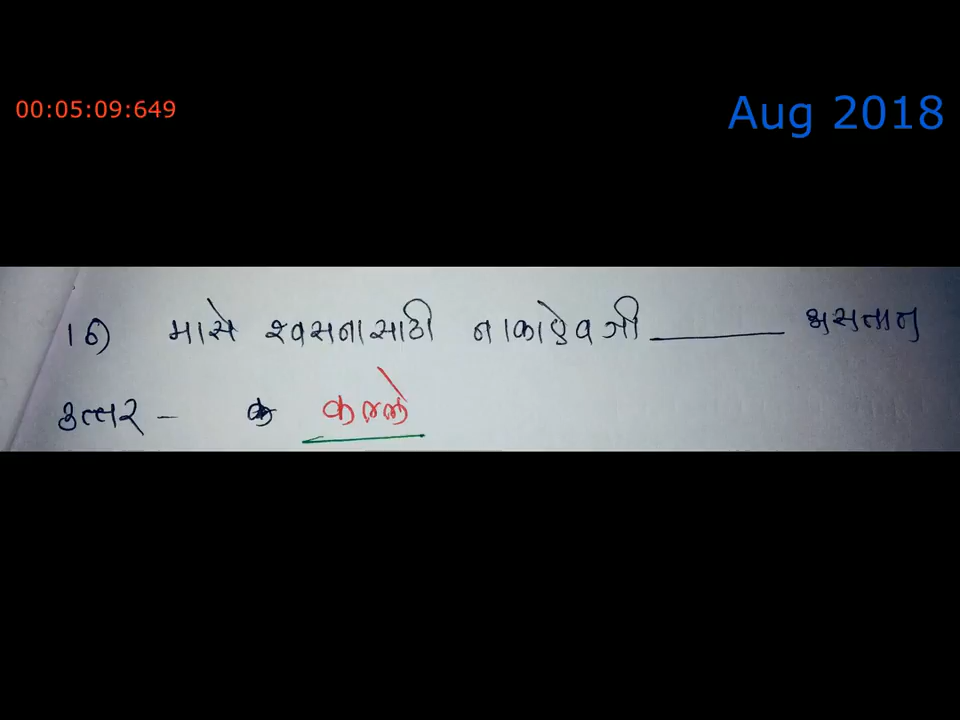 00:05:09:649
Aug 2018
16) मासे श्वसनासाठी नाकाऐवजी ______ असतात
उत्तर - कल्ले